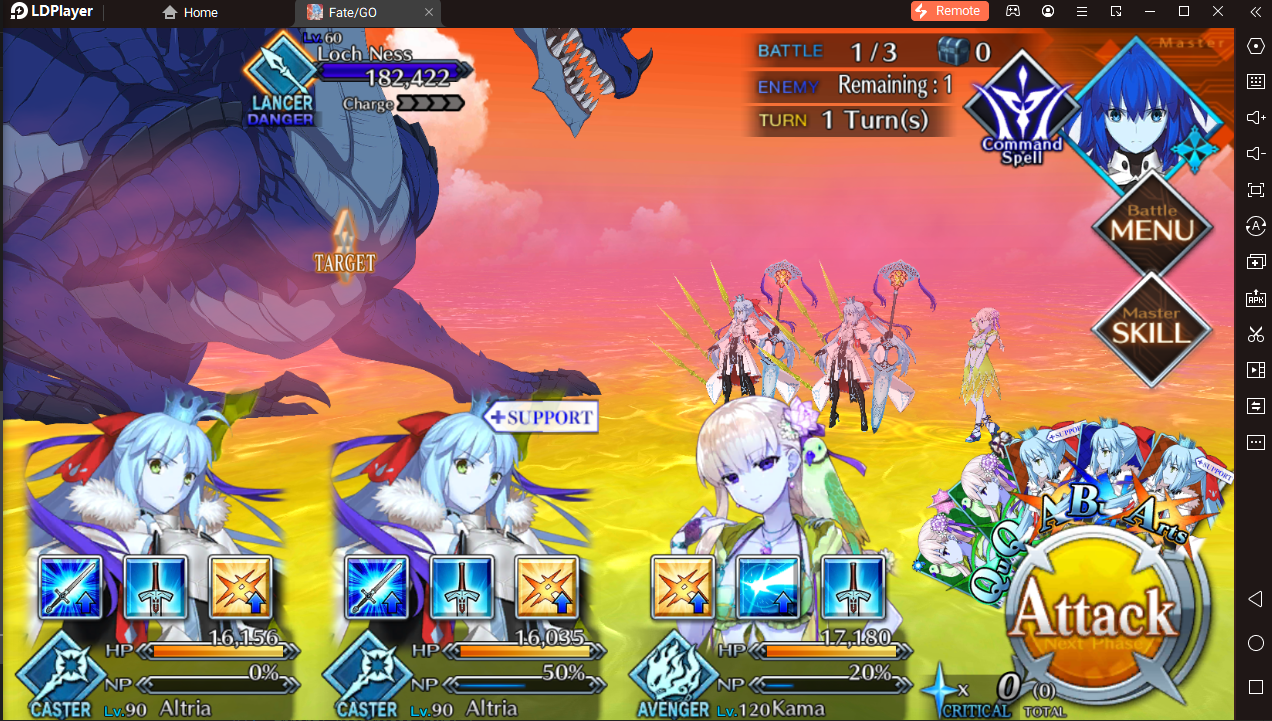 LDPlayer
Home
Fate/GO
Remote
Lv.60
Loch Ness
182,422
LANCER
DANGER
Charge
BATTLE 1 / 3
0
ENEMY Remaining : 1
TURN 1 Turn(s)
Master
Command
Spell
Battle
MENU
Master
SKILL
TARGET
+SUPPORT
SUPPORT
SUPPORT
Arts
Attack
Next Phase
HP 16,156
NP 0%
CASTER Lv.90 Altria
HP 16,035
NP 50%
CASTER Lv.90 Altria
HP 17,180
NP 20%
AVENGER Lv.120 Kama
x 0 (0)
CRITICAL TOTAL
APK